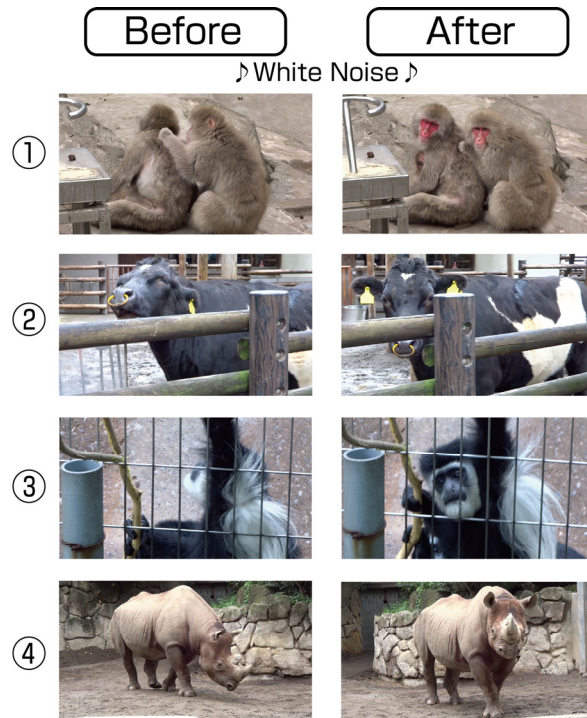 Before
After
♪White Noise♪
①
②
③
④